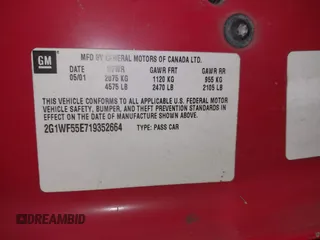 GM
MFD BY GENERAL MOTORS OF CANADA LTD.
DATE GVWR GAWR FRT GAWR RR
05/01 2075 KG 1120 KG 955 KG
4575 LB 2470 LB 2105 LB
THIS VEHICLE CONFORMS TO ALL APPLICABLE U.S. FEDERAL MOTOR
VEHICLE SAFETY, BUMPER, AND THEFT PREVENTION STANDARDS IN
EFFECT ON THE DATE OF MANUFACTURE SHOWN ABOVE.
2G1WF55E719352664 TYPE: PASS CAR
DREAMBID